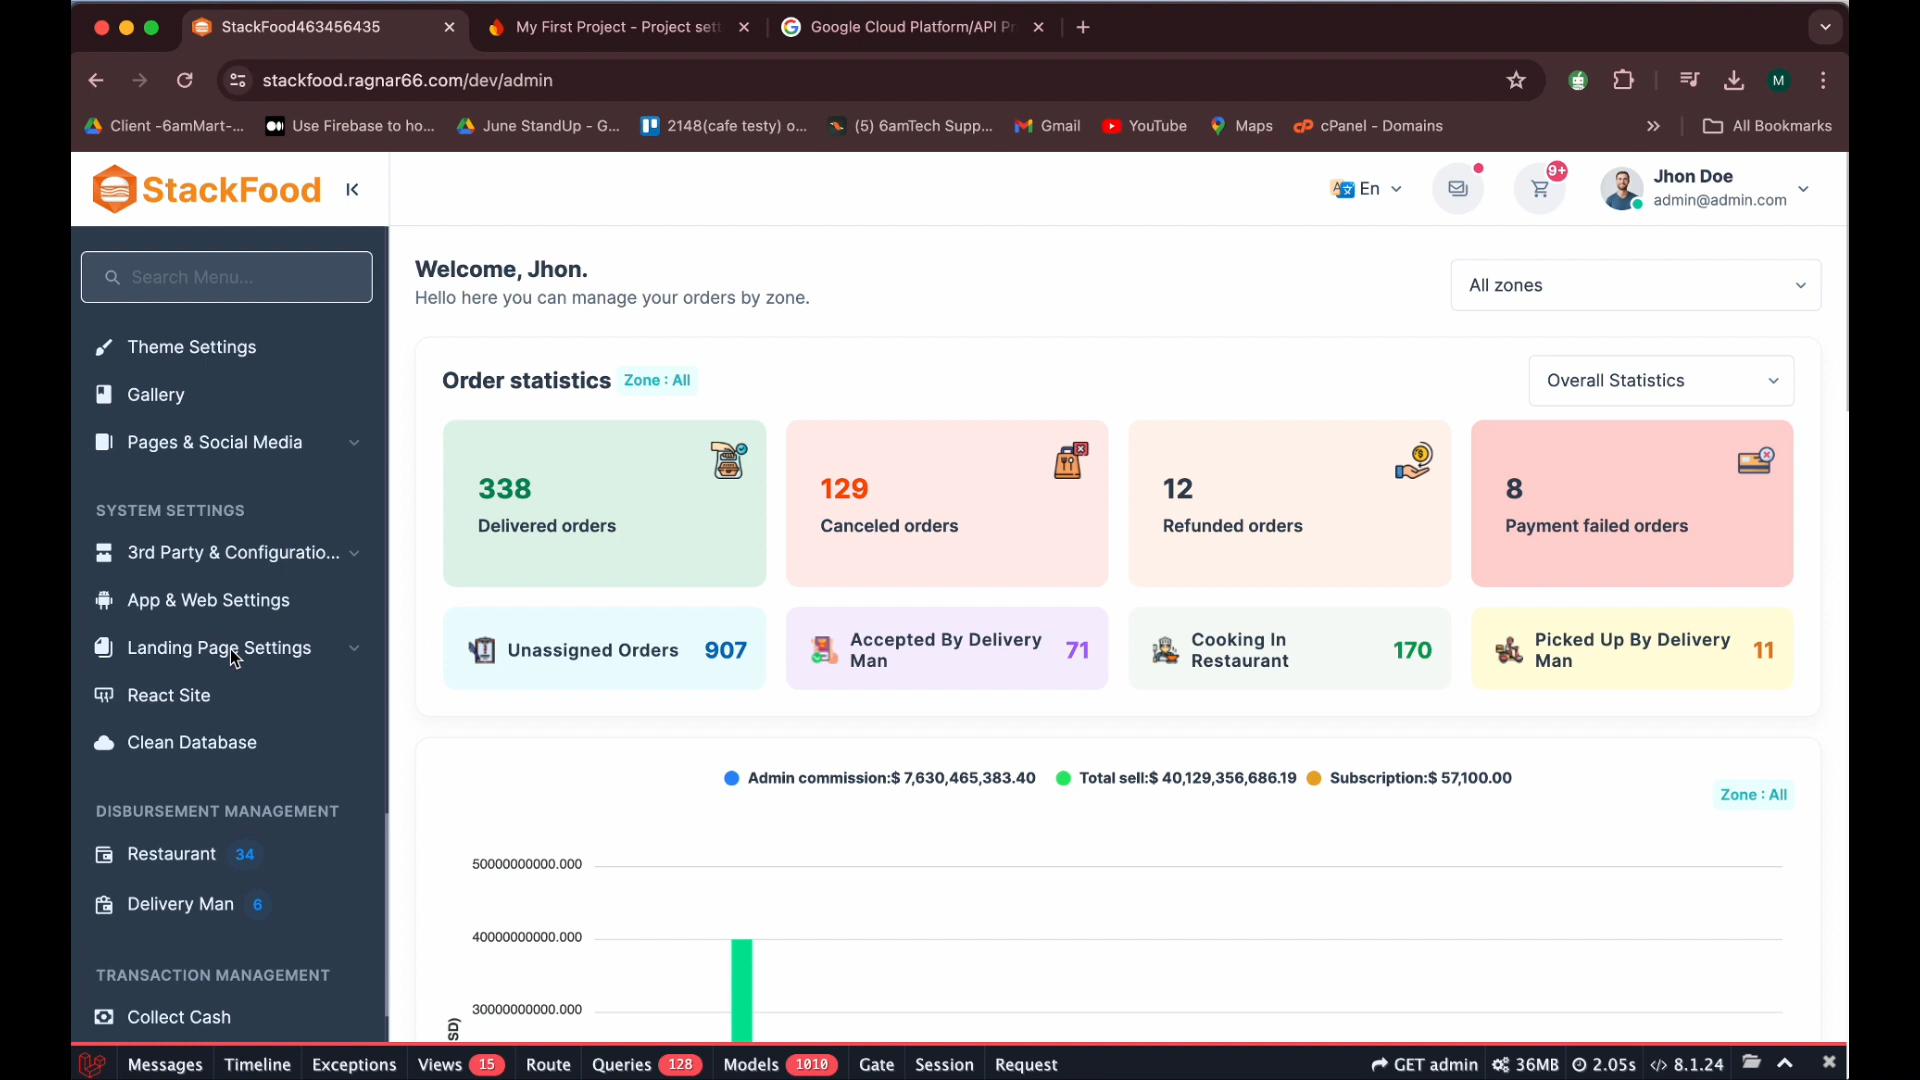 StackFood463456435
My First Project - Project sett
Google Cloud Platform/API Pr
stackfood.ragnar66.com/dev/admin
M
Client -6amMart-...
Use Firebase to ho...
June StandUp - G...
2148(cafe testy) o...
(5) 6amTech Supp...
Gmail
YouTube
Maps
cPanel - Domains
All Bookmarks
StackFood
En
9+
Jhon Doe
admin@admin.com
Search Menu...
Theme Settings
Gallery
Pages & Social Media
SYSTEM SETTINGS
3rd Party & Configuratio...
App & Web Settings
Landing Page Settings
React Site
Clean Database
DISBURSEMENT MANAGEMENT
Restaurant 34
Delivery Man 6
TRANSACTION MANAGEMENT
Collect Cash
Welcome, Jhon.
Hello here you can manage your orders by zone.
All zones
Order statistics Zone : All
Overall Statistics
338
Delivered orders
129
Canceled orders
12
Refunded orders
8
Payment failed orders
Unassigned Orders 907
Accepted By Delivery
Man
71
Cooking In
Restaurant
170
Picked Up By Delivery
Man
11
Admin commission:$ 7,630,465,383.40 Total sell:$ 40,129,356,686.19 Subscription:$ 57,100.00
Zone : All
50000000000.000
40000000000.000
30000000000.000
SD)
Messages Timeline Exceptions Views 15 Route Queries 128 Models 1010 Gate Session Request GET admin 36MB 2.05s 8.1.24